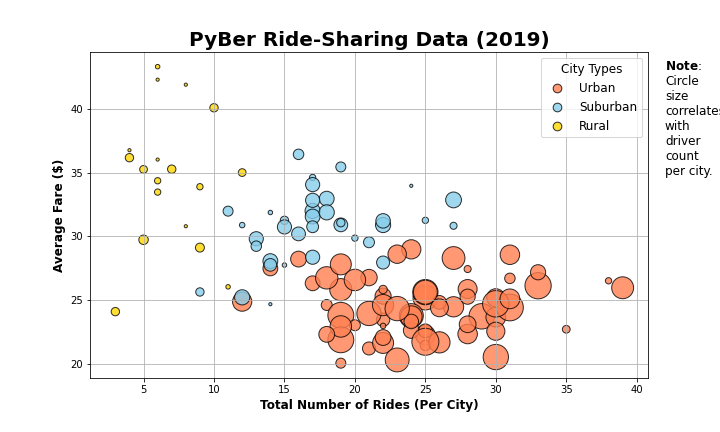 PyBer Ride-Sharing Data (2019)
Average Fare ($)
40
35
30
25
20
5
10
15
20
25
30
35
40
Total Number of Rides (Per City)
City Types
Urban
Suburban
Rural
Note:
Circle
size
correlates
with
driver
count
per city.